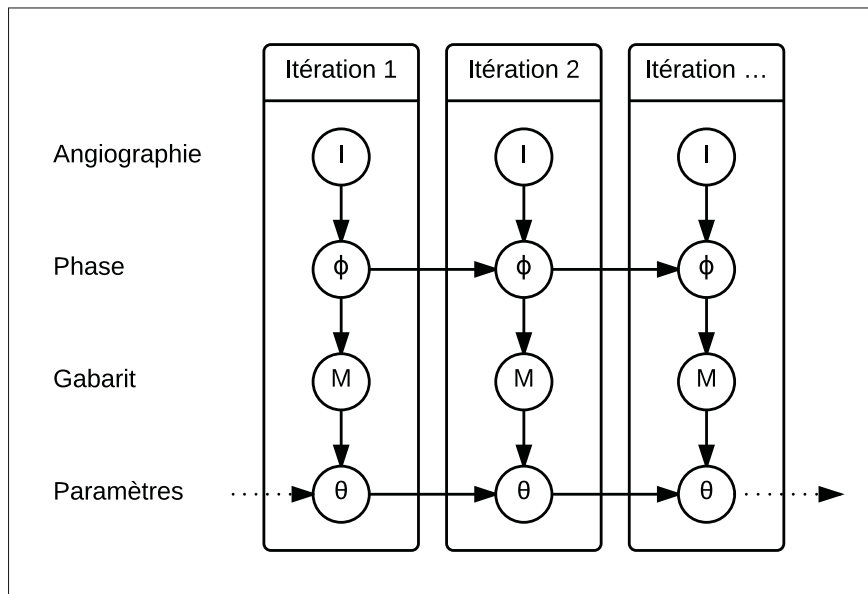 Itération 1 Itération 2 Itération …
Angiographie I I I
Phase ϕ ϕ ϕ
Gabarit M M M
Paramètres θ θ θ